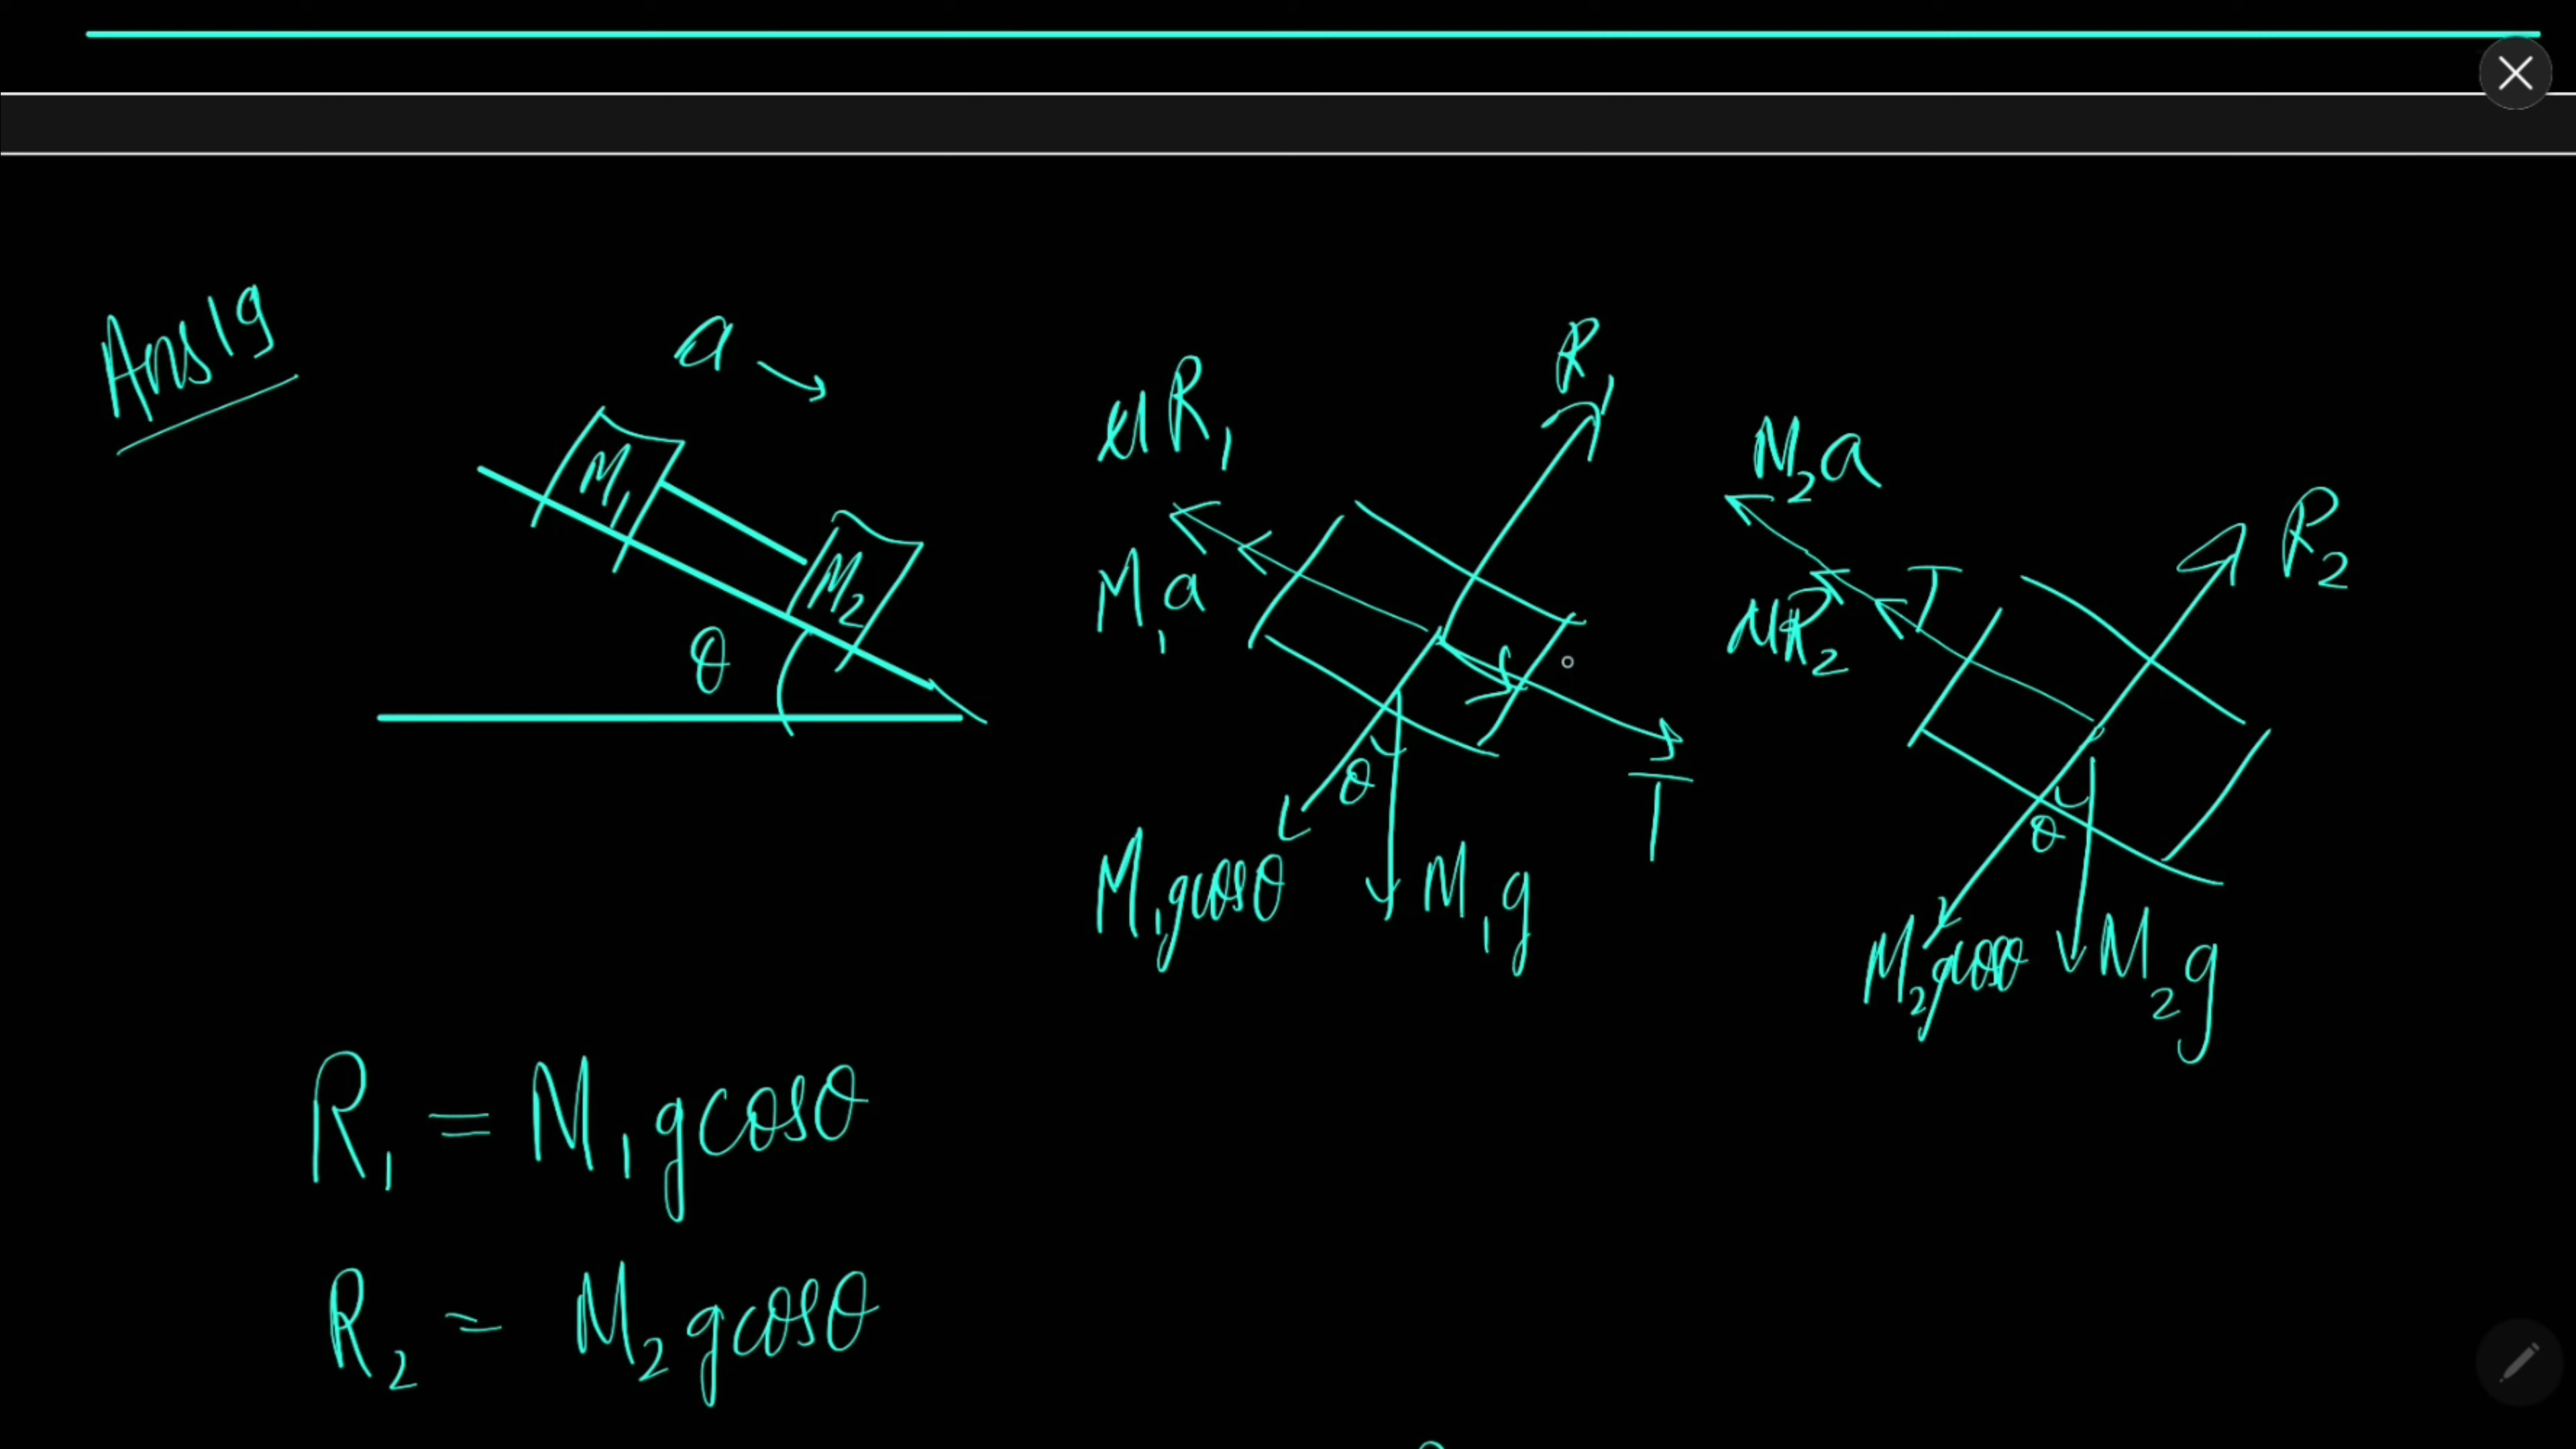 Ans 19
a
M₁
M₂
θ
μR₁
M₁a
R₁
θ
M₁gcosθ
M₁g
T
M₂a
μR₂
T
R₂
θ
M₂gcosθ
M₂g
R₁ = M₁gcosθ
R₂ = M₂gcosθ